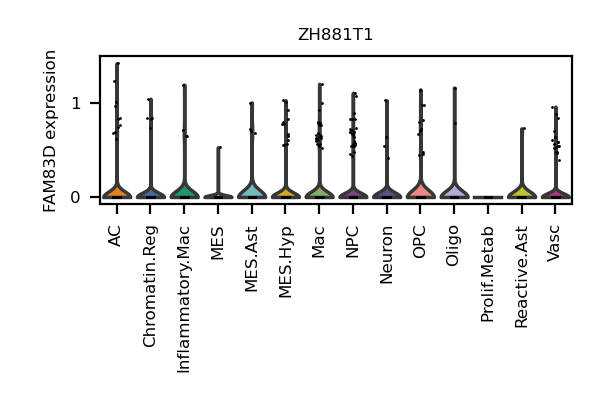 ZH881T1
FAM83D expression
1
0
AC
Chromatin.Reg
Inflammatory.Mac
MES
MES.Ast
MES.Hyp
Mac
NPC
Neuron
OPC
Oligo
Prolif.Metab
Reactive.Ast
Vasc